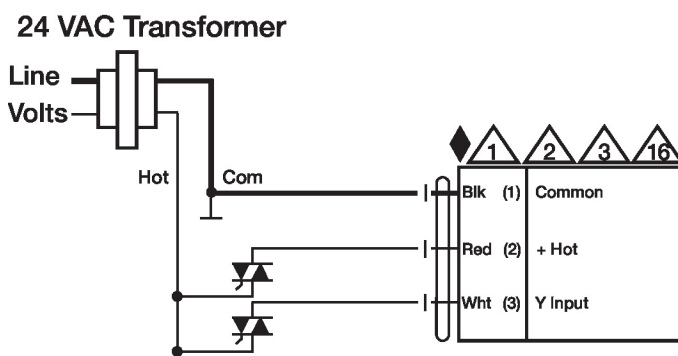 24 VAC Transformer
Line
Volts
1 2 3 16
Hot Com
Blk (1) Common
Red (2) + Hot
Wht (3) Y Input